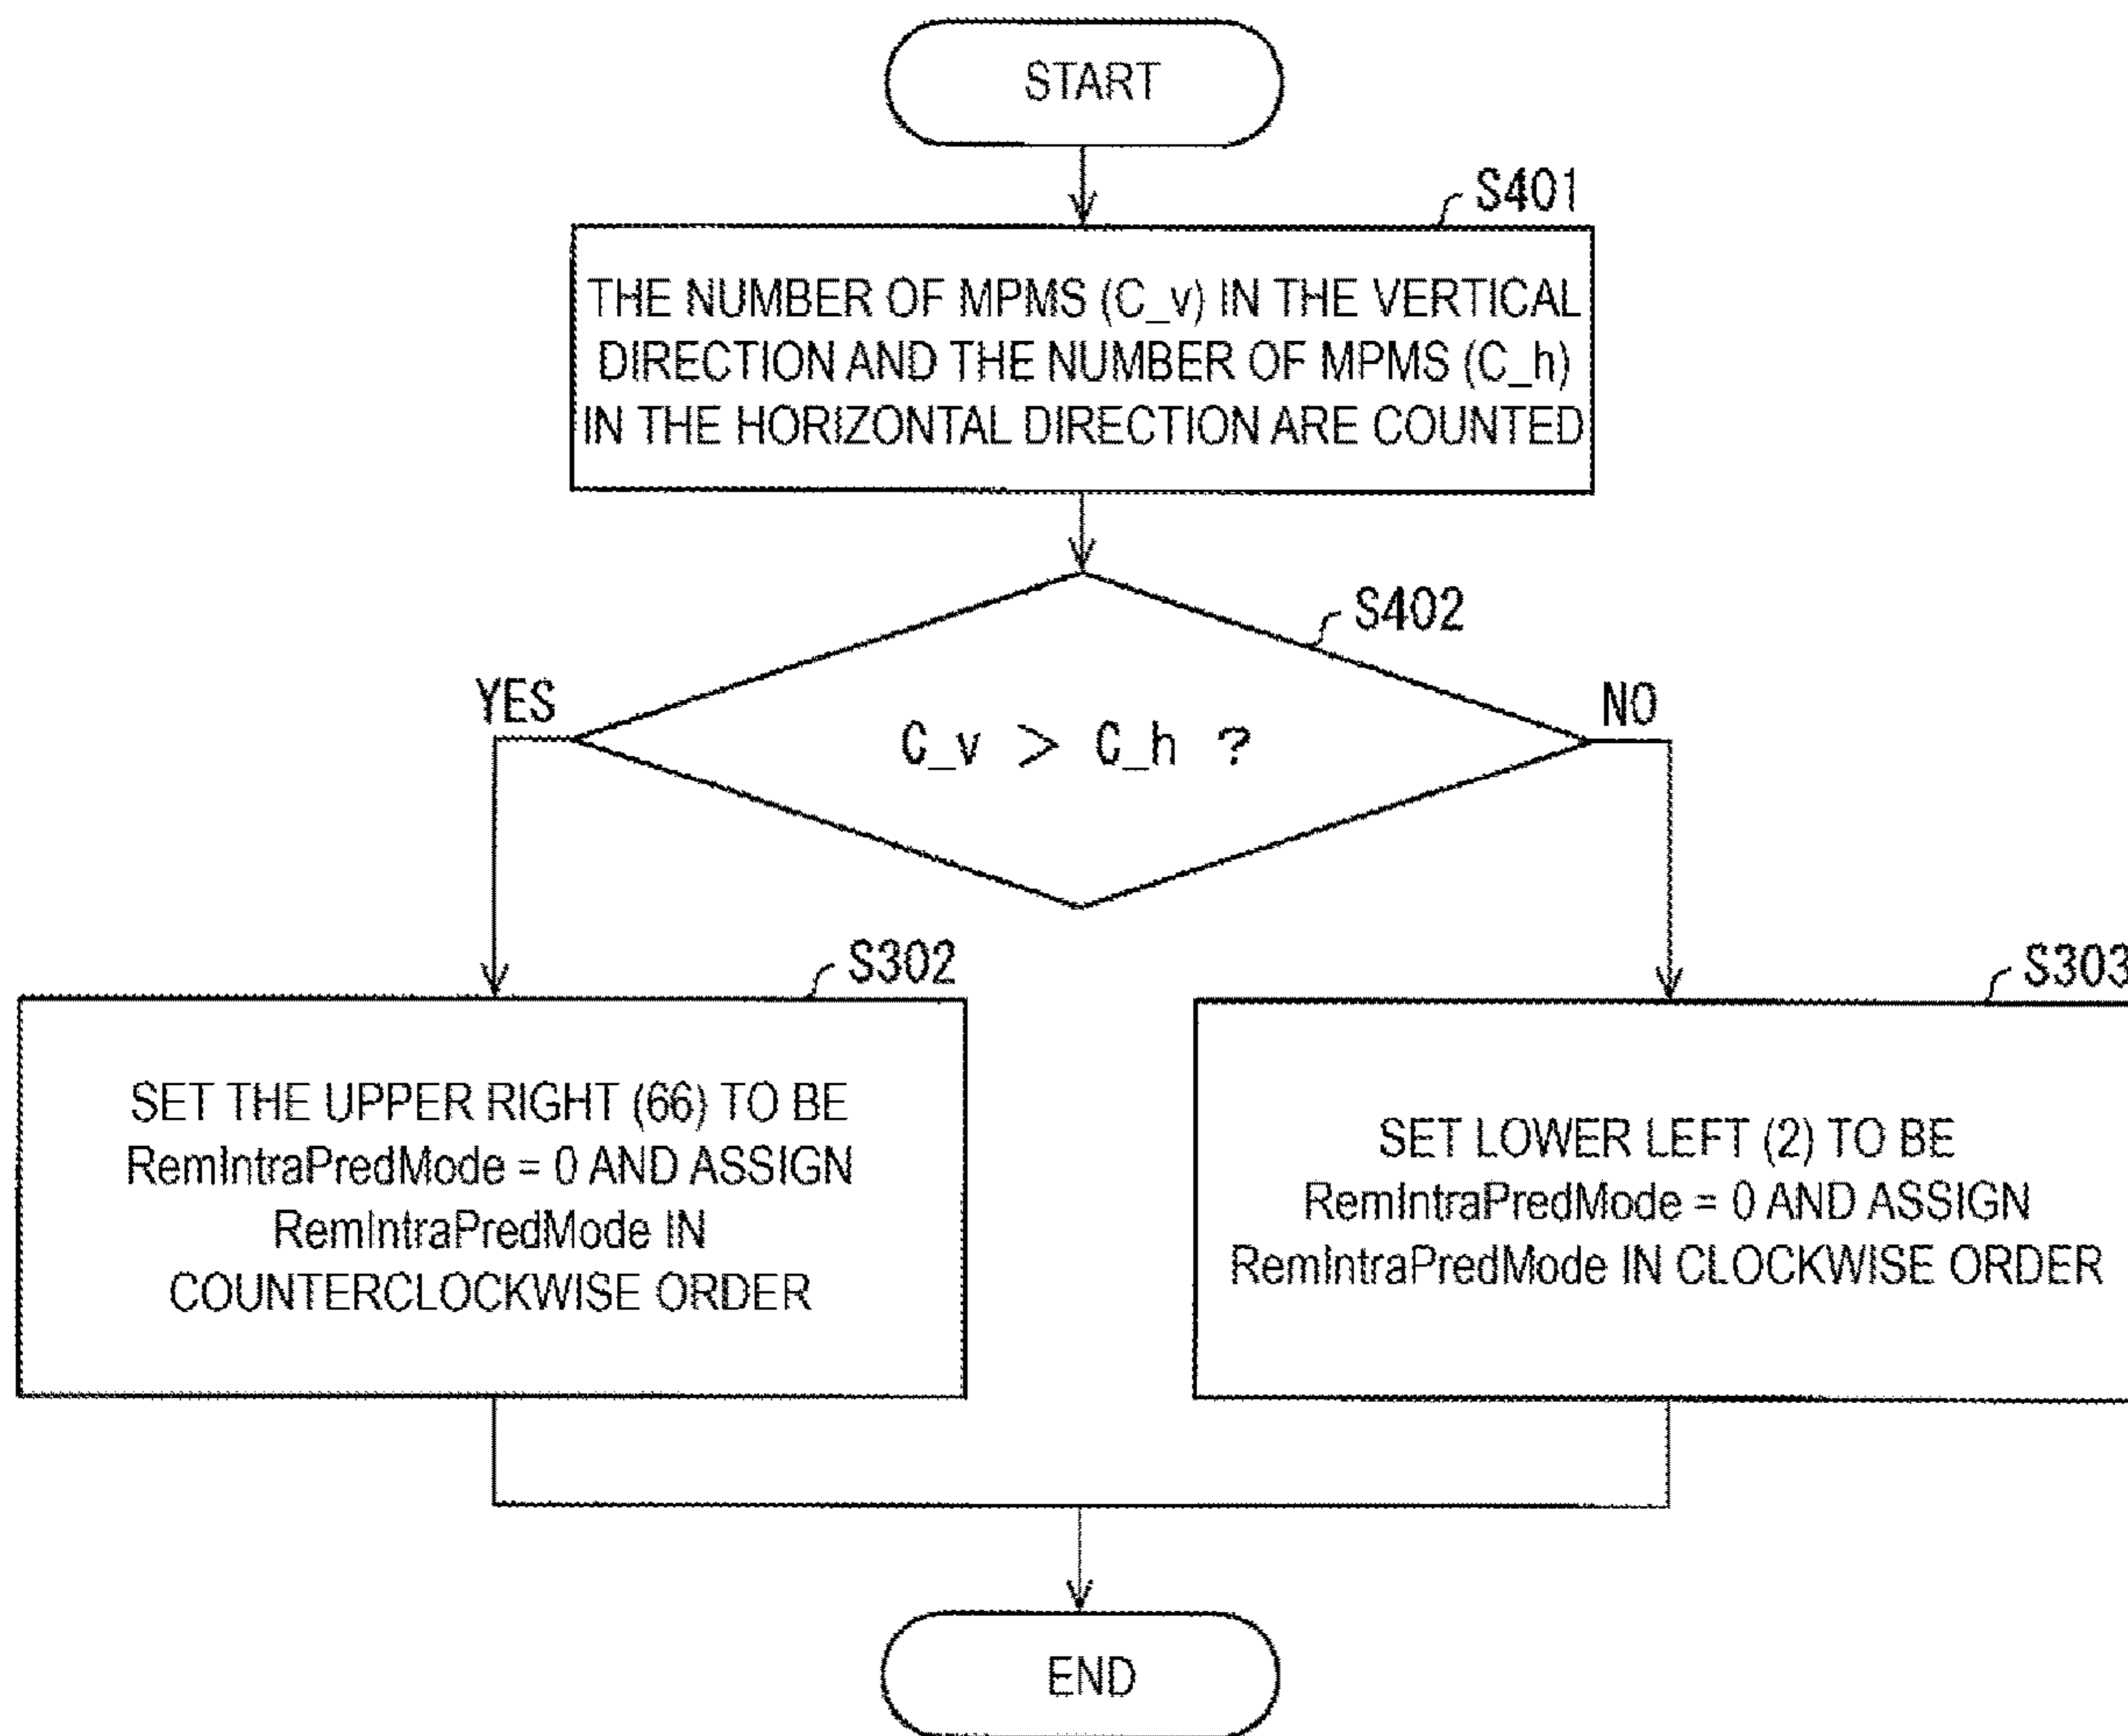 START
S401
THE NUMBER OF MPMS (C_v) IN THE VERTICAL
DIRECTION AND THE NUMBER OF MPMS (C_h)
IN THE HORIZONTAL DIRECTION ARE COUNTED
S402
YES
C_v > C_h ?
NO
S302
SET THE UPPER RIGHT (66) TO BE
RemIntraPredMode = 0 AND ASSIGN
RemIntraPredMode IN
COUNTERCLOCKWISE ORDER
S303
SET LOWER LEFT (2) TO BE
RemIntraPredMode = 0 AND ASSIGN
RemIntraPredMode IN CLOCKWISE ORDER
END